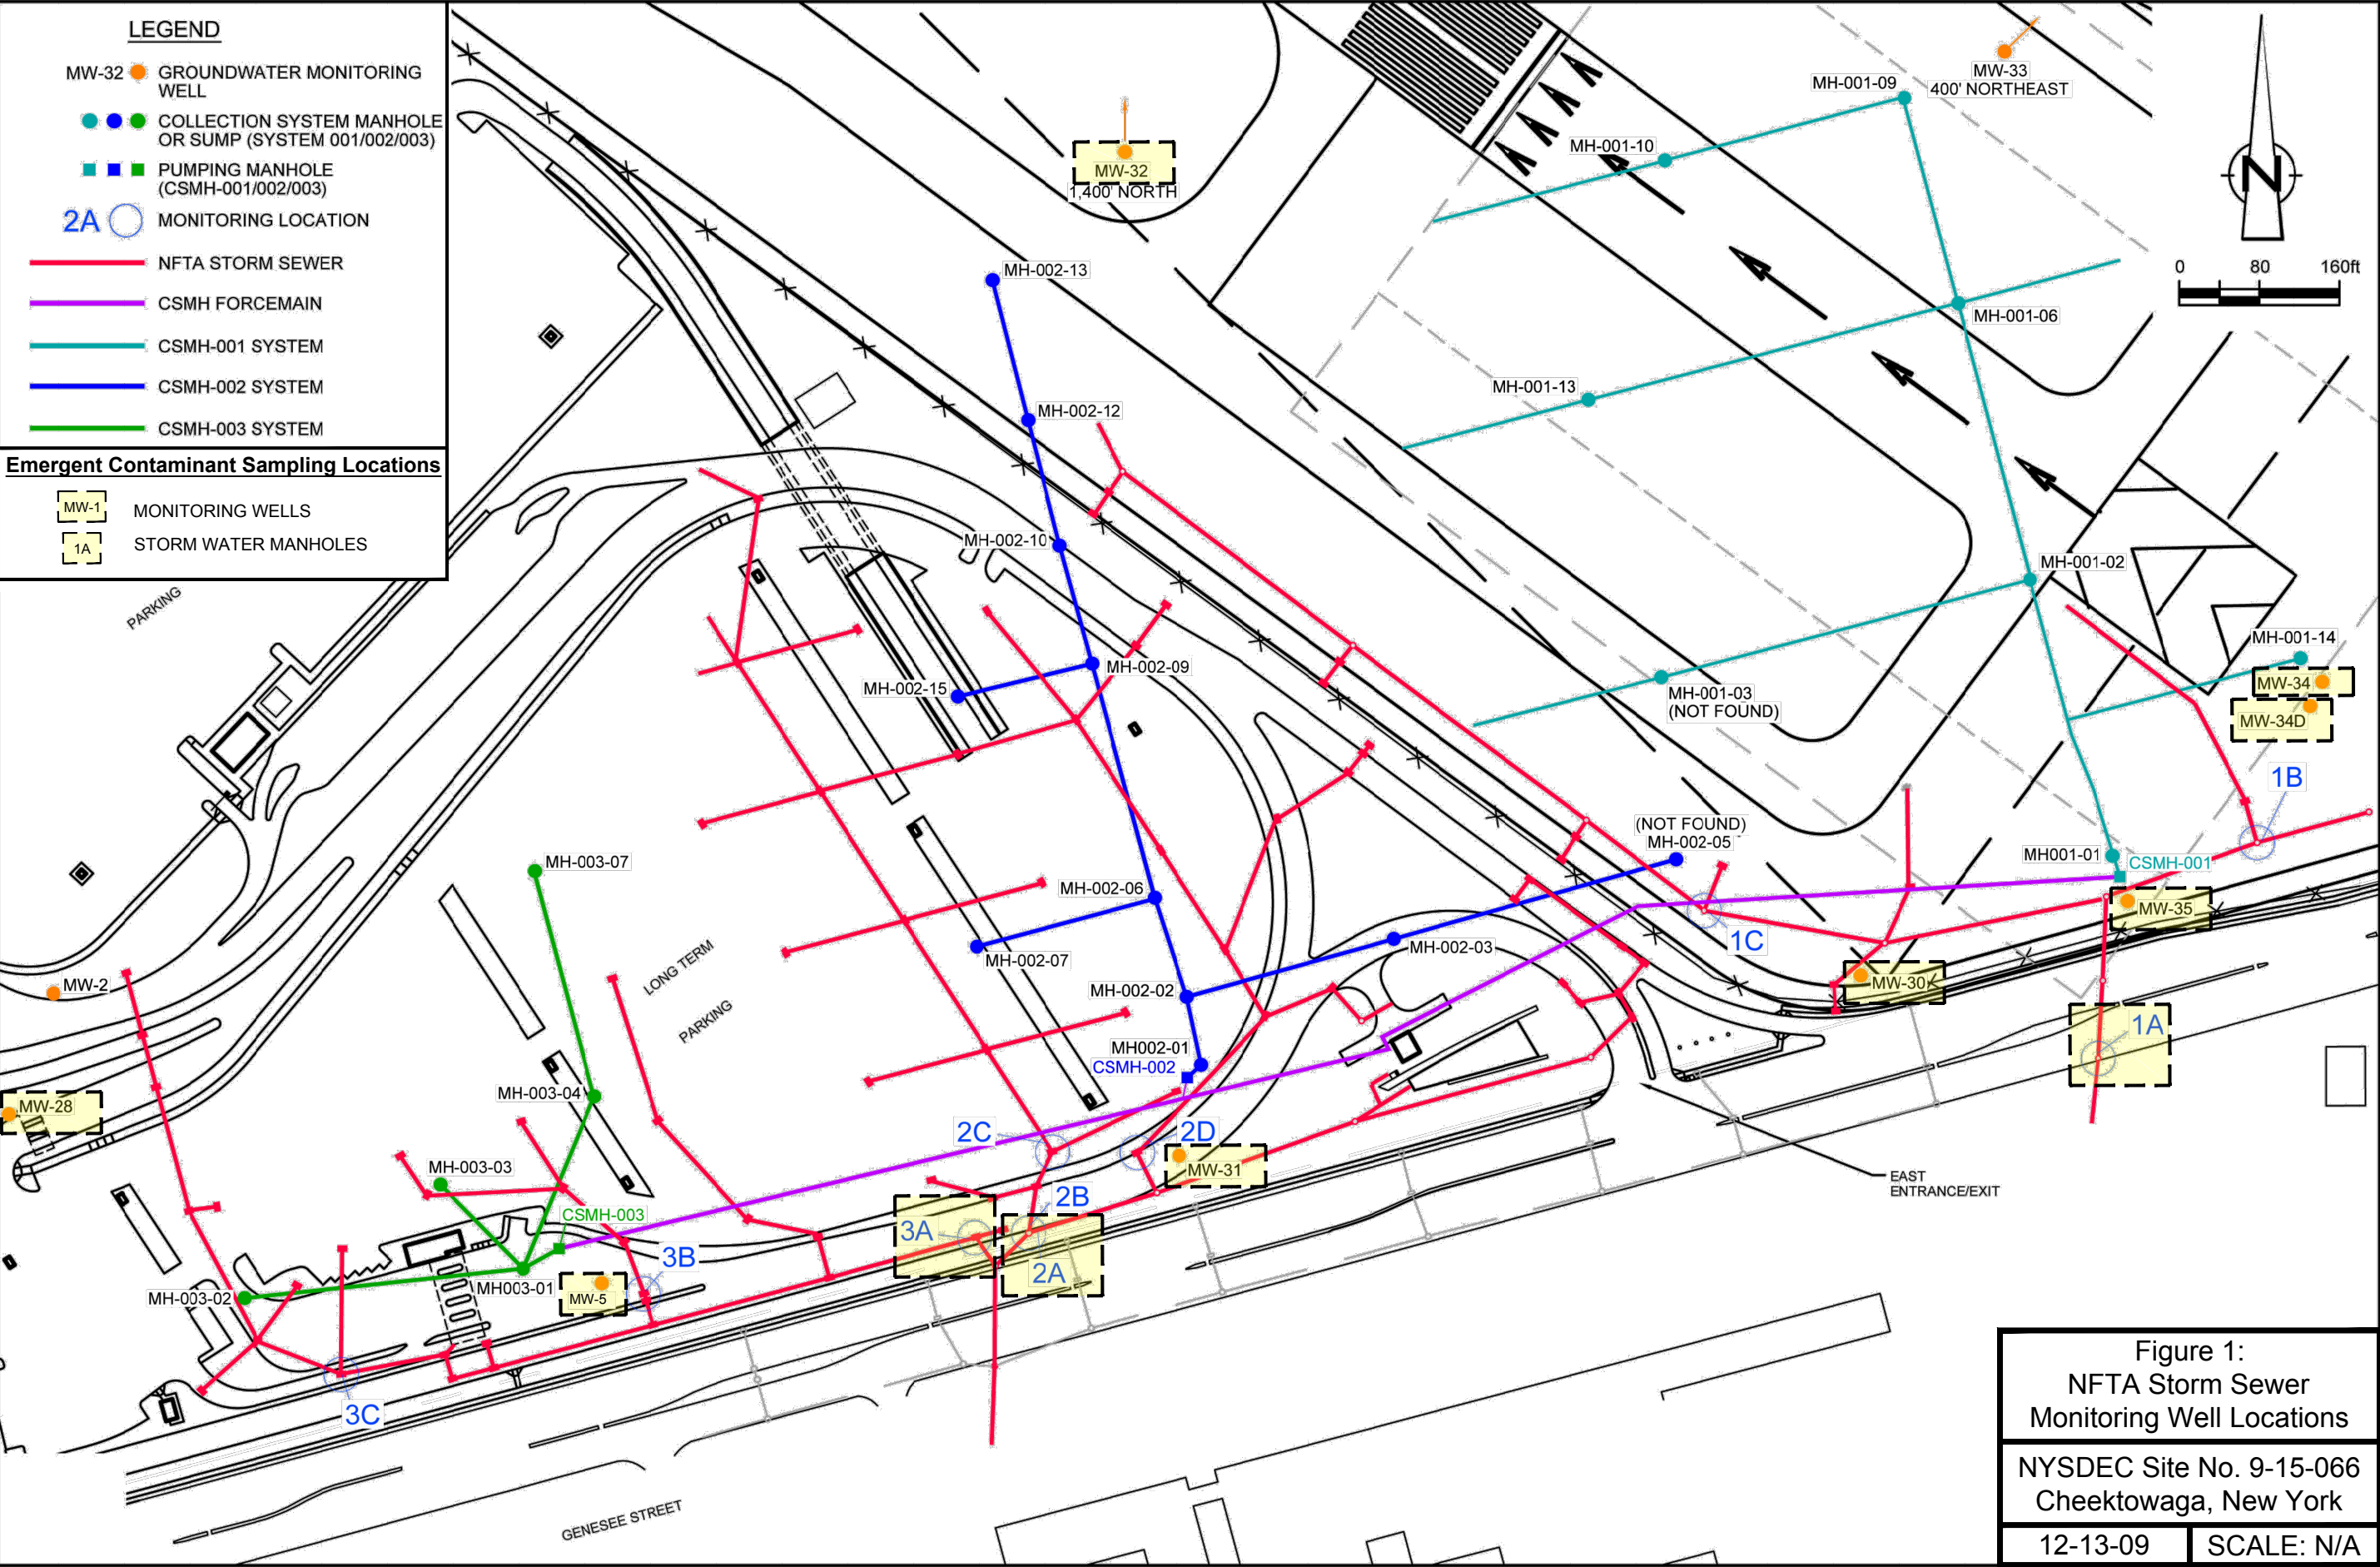 LEGEND
MW-32 GROUNDWATER MONITORING
WELL
COLLECTION SYSTEM MANHOLE
OR SUMP (SYSTEM 001/002/003)
PUMPING MANHOLE
(CSMH-001/002/003)
2A MONITORING LOCATION
NFTA STORM SEWER
CSMH FORCEMAIN
CSMH-001 SYSTEM
CSMH-002 SYSTEM
CSMH-003 SYSTEM
Emergent Contaminant Sampling Locations
MW-1 MONITORING WELLS
1A STORM WATER MANHOLES
MW-33
400' NORTHEAST
MH-001-09
MH-001-10
MW-32
1,400' NORTH
N
0 80 160ft
MH-002-13
MH-001-06
MH-001-13
MH-002-12
MH-002-10
MH-001-02
PARKING
MH-001-14
MH-002-09
MH-002-15
MW-34
MH-001-03
(NOT FOUND)
MW-34D
1B
(NOT FOUND)
MH-002-05
MH001-01
CSMH-001
MH-003-07
MH-002-06
MW-35
1C
MH-002-03
MH-002-07
LONG TERM
PARKING
MW-2
MW-30
MH-002-02
1A
MH002-01
CSMH-002
MH-003-04
MW-28
2C
2D
MH-003-03
MW-31
EAST
ENTRANCE/EXIT
2B
CSMH-003
3A
3B
2A
MH003-01
MW-5
MH-003-02
3C
GENESEE STREET
Figure 1:
NFTA Storm Sewer
Monitoring Well Locations
NYSDEC Site No. 9-15-066
Cheektowaga, New York
12-13-09 SCALE: N/A